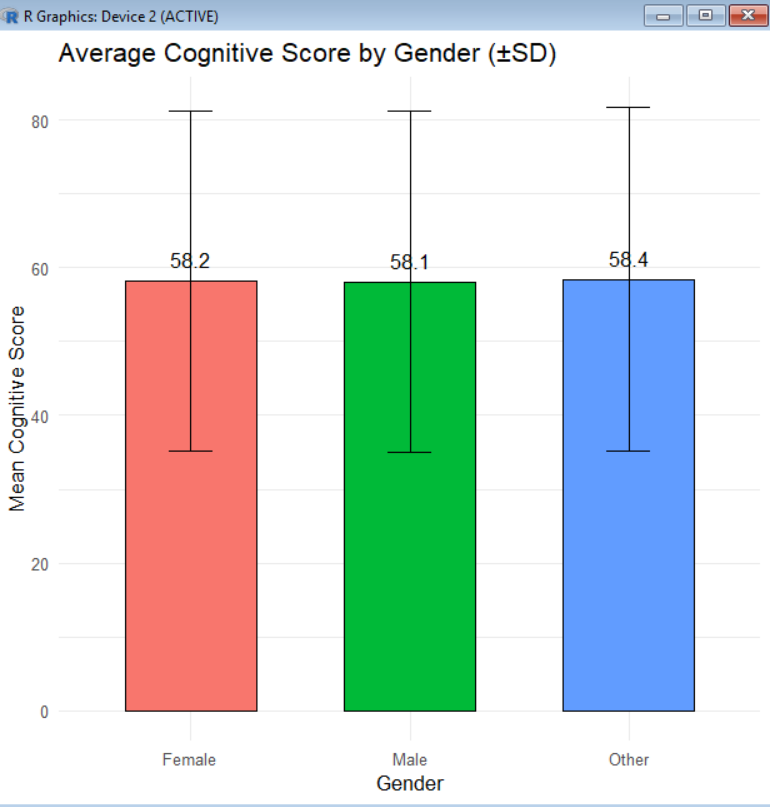 R Graphics: Device 2 (ACTIVE)
Average Cognitive Score by Gender (±SD)
Mean Cognitive Score
80
60
40
20
0
58.2
58.1
58.4
Female
Male
Other
Gender